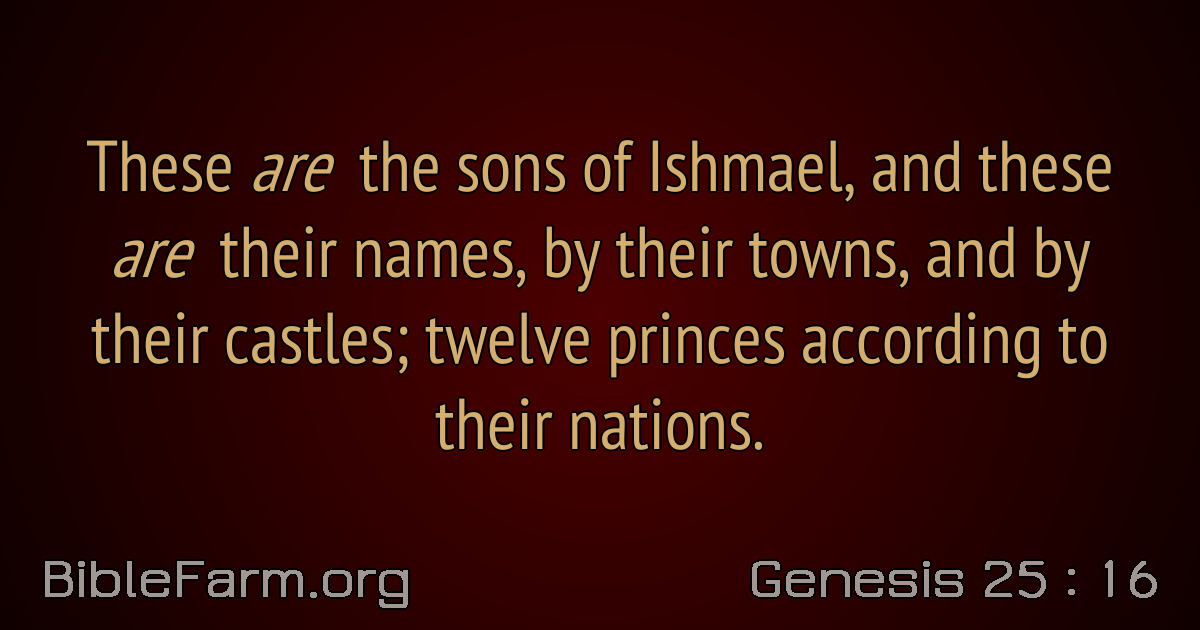 These are the sons of Ishmael, and these
are their names, by their towns, and by
their castles; twelve princes according to
their nations.
BibleFarm.org
Genesis 25 : 16